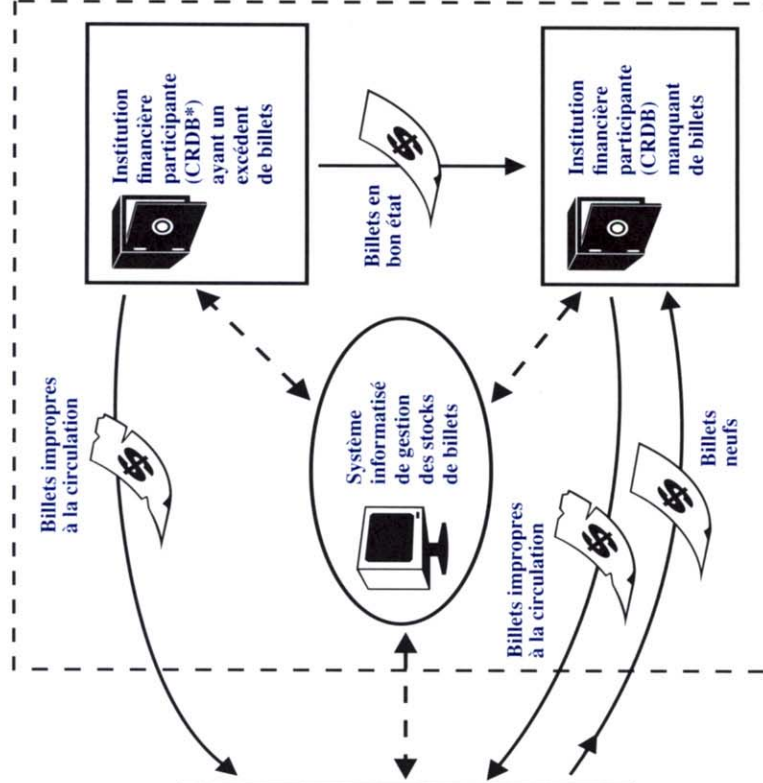 Institution
financière
participante
(CRDB*)
ayant un
excédent
de billets
Billets impropres
à la circulation
$
Billets en
bon état
$
Système
informatisé
de gestion
des stocks
de billets
Institution
financière
participante
(CRDB)
manquant
de billets
Billets impropres
à la circulation
$
Billets
neufs
$